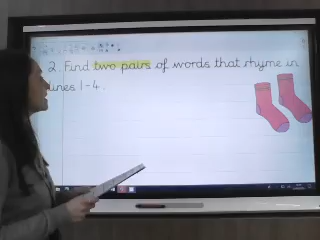 2. Find two pairs of words that rhyme in
lines 1-4.